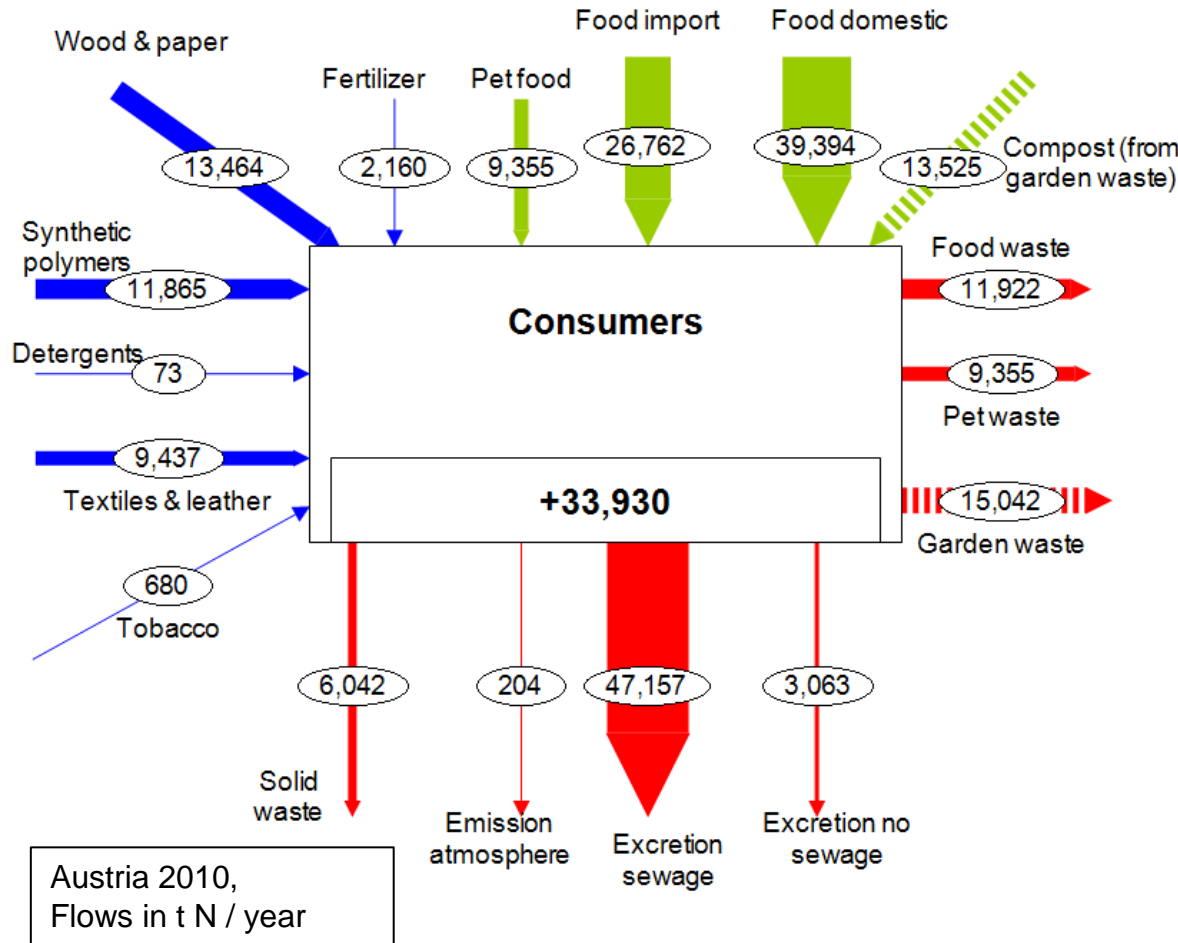 Wood & paper
Fertilizer
Pet food
Food import
Food domestic
13,464
2,160
9,355
26,762
39,394
13,525
Compost (from
garden waste)
Synthetic
polymers
11,865
Detergents
73
9,437
Textiles & leather
680
Tobacco
Consumers
+33,930
Food waste
11,922
9,355
Pet waste
15,042
Garden waste
6,042
204
47,157
3,063
Solid
waste
Emission
atmosphere
Excretion
sewage
Excretion no
sewage
Austria 2010,
Flows in t N / year